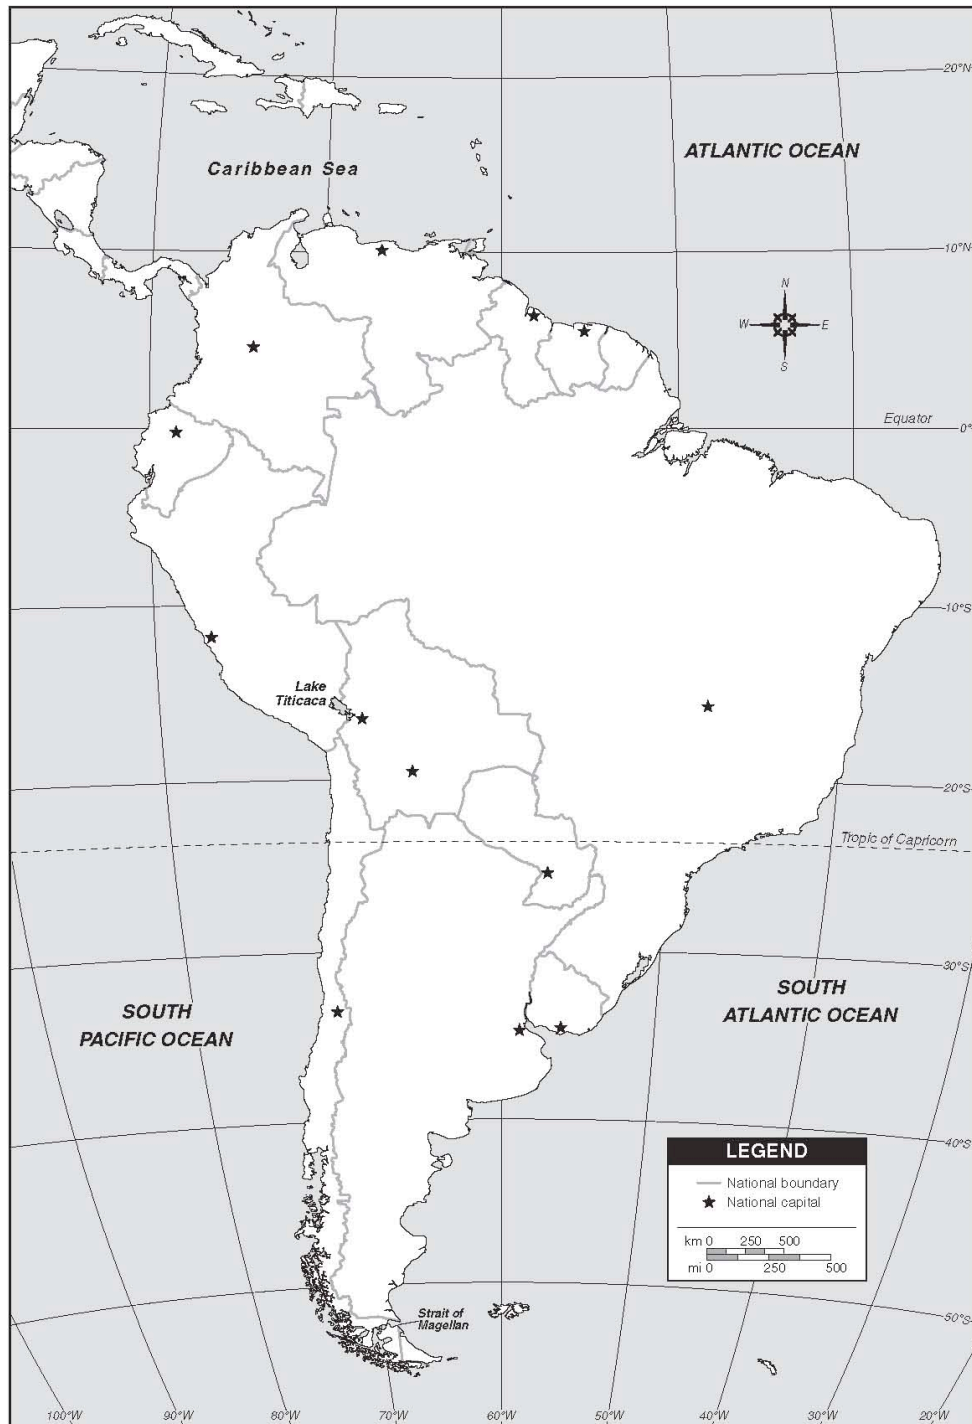 20°N
ATLANTIC OCEAN
Caribbean Sea
10°N
N
W E
S
Equator
0°
10°S
Lake
Titicaca
20°S
Tropic of Capricorn
30°S
SOUTH
PACIFIC OCEAN
SOUTH
ATLANTIC OCEAN
40°S
LEGEND
National boundary
National capital
km 0 250 500
mi 0 250 500
Strait of
Magellan
50°S
100°W 90°W 80°W 70°W 60°W 50°W 40°W 30°W 20°W